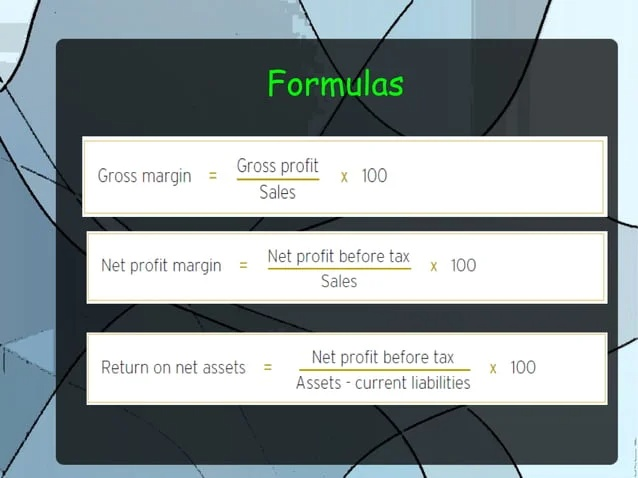 Formulas
Gross margin = Gross profit / Sales x 100
Net profit margin = Net profit before tax / Sales x 100
Return on net assets = Net profit before tax / Assets - current liabilities x 100